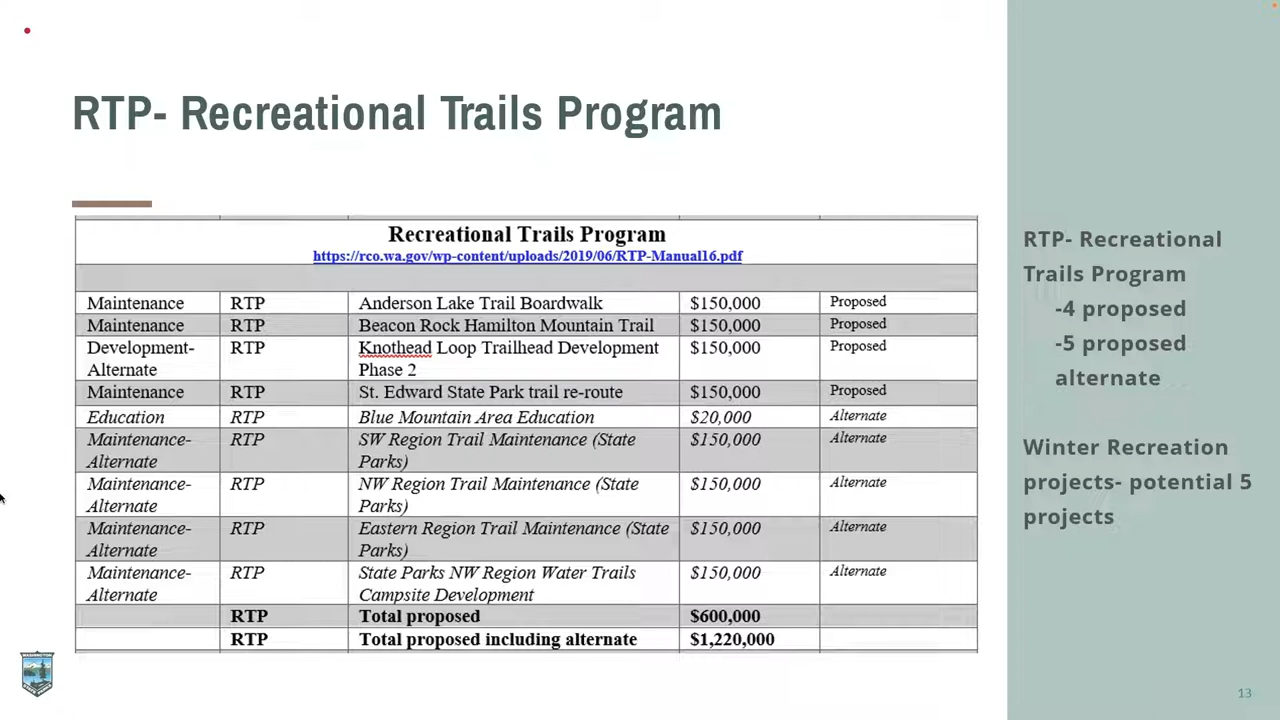 RTP- Recreational Trails Program
Recreational Trails Program
https://rco.wa.gov/wp-content/uploads/2019/06/RTP-Manual16.pdf
Maintenance RTP Anderson Lake Trail Boardwalk $150,000 Proposed
Maintenance RTP Beacon Rock Hamilton Mountain Trail $150,000 Proposed
Development- RTP Knothead Loop Trailhead Development $150,000 Proposed
Alternate Phase 2
Maintenance RTP St. Edward State Park trail re-route $150,000 Proposed
Education RTP Blue Mountain Area Education $20,000 Alternate
Maintenance- RTP SW Region Trail Maintenance (State $150,000 Alternate
Alternate Parks)
Maintenance- RTP NW Region Trail Maintenance (State $150,000 Alternate
Alternate Parks)
Maintenance- RTP Eastern Region Trail Maintenance (State $150,000 Alternate
Alternate Parks)
Maintenance- RTP State Parks NW Region Water Trails $150,000 Alternate
Alternate Campsite Development
RTP Total proposed $600,000
RTP Total proposed including alternate $1,220,000
RTP- Recreational
Trails Program
-4 proposed
-5 proposed
alternate
Winter Recreation
projects- potential 5
projects
13